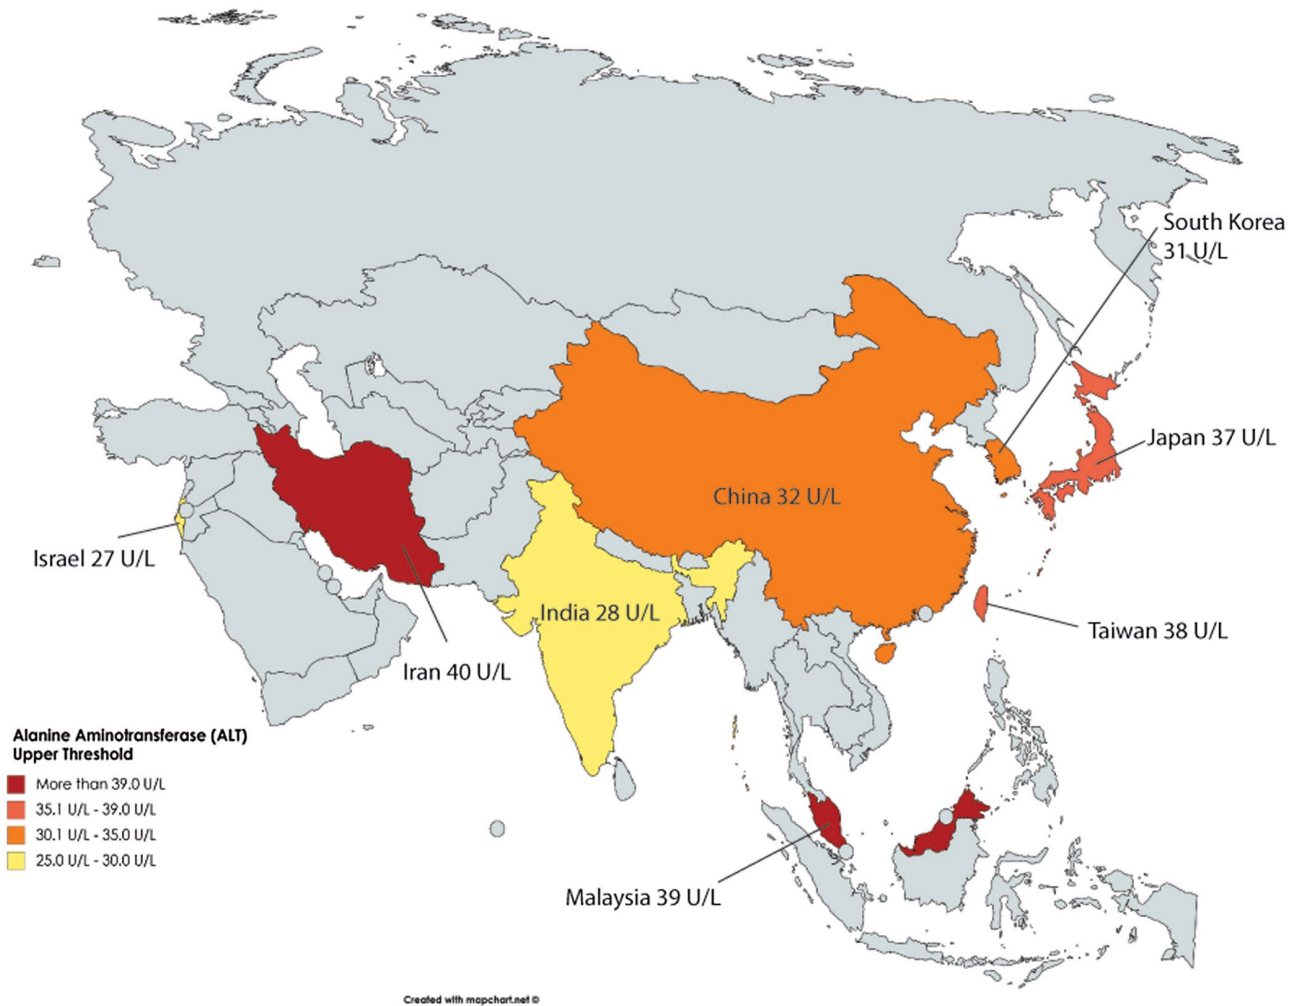 South Korea
31 U/L
Japan 37 U/L
China 32 U/L
Israel 27 U/L
India 28 U/L
Taiwan 38 U/L
Iran 40 U/L
Alanine Aminotransferase (ALT)
Upper Threshold
More than 39.0 U/L
35.1 U/L - 39.0 U/L
30.1 U/L - 35.0 U/L
25.0 U/L - 30.0 U/L
Malaysia 39 U/L
Created with mapchart.net ©